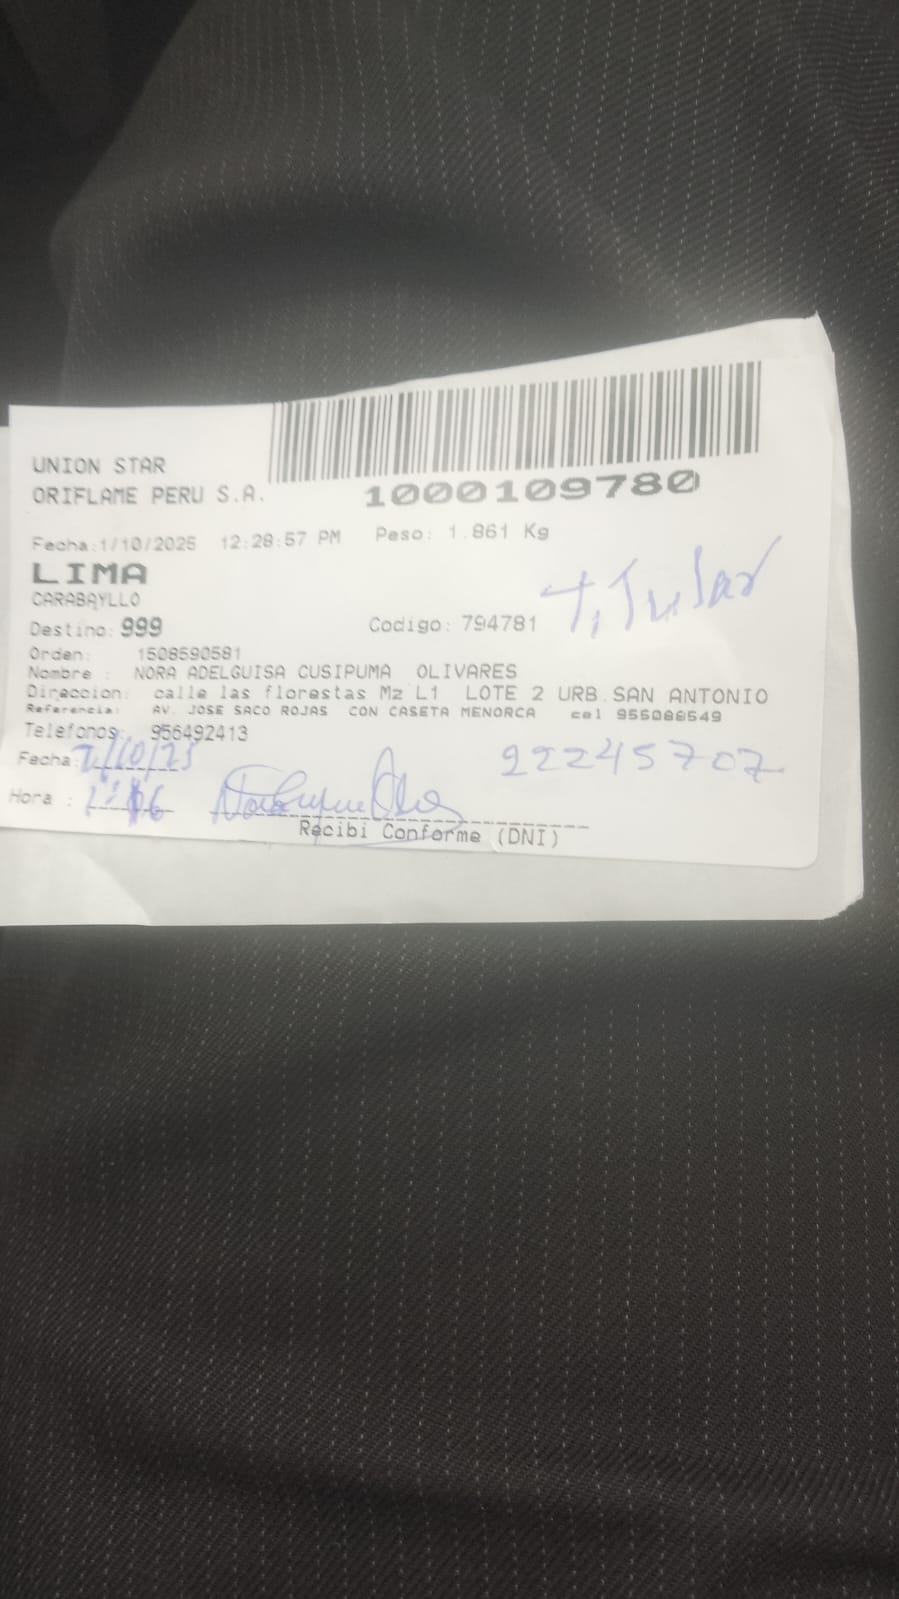 UNION STAR
ORIFLAME PERU S.A.
1000109780
Fecha:1/10/2025 12:28:57 PM Peso: 1.861 Kg
LIMA
CARABAYLLO
T. Tular
Destino: 999 Codigo: 794781
Orden: 1508590581
Nombre : NORA ADELGUISA CUSIPUMA OLIVARES
Direccion: calle las florestas Mz L1 LOTE 2 URB.SAN ANTONIO
Referencia: AV. JOSE SACO ROJAS CON CASETA MENORCA cel 955088549
Telefonos: 956492413
Fecha:
22245707
Hora :
Recibi Conforme (DNI)